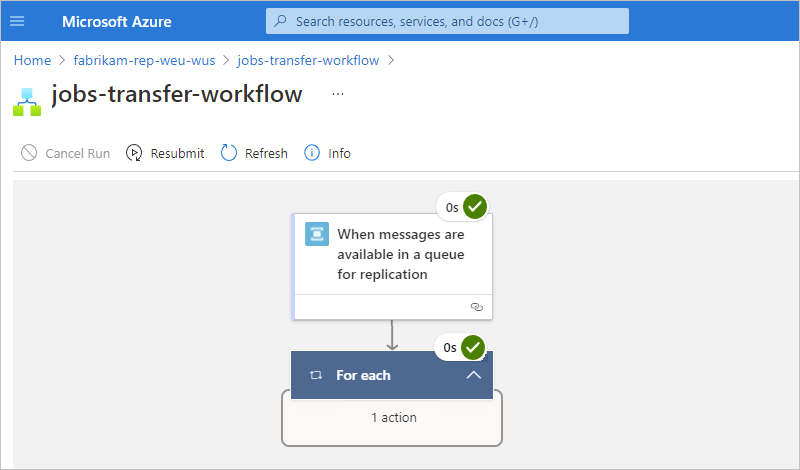 Microsoft Azure
Search resources, services, and docs (G+/)
Home > fabrikam-rep-weu-wus > jobs-transfer-workflow >
jobs-transfer-workflow ...
Cancel Run Resubmit Refresh Info
0s
When messages are
available in a queue
for replication
0s
For each
1 action